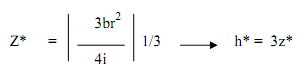 Z* = | 3br² / 4i | 1/3 → h* = 3z*